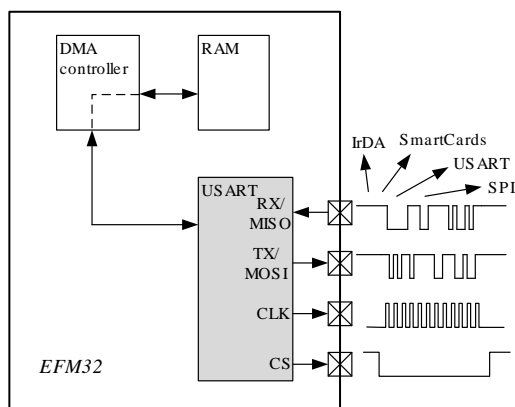 DMA
controller
RAM
IrDA
SmartCards
USART
SPI
USART
RX/
MISO
TX/
MOSI
CLK
CS
EFM32